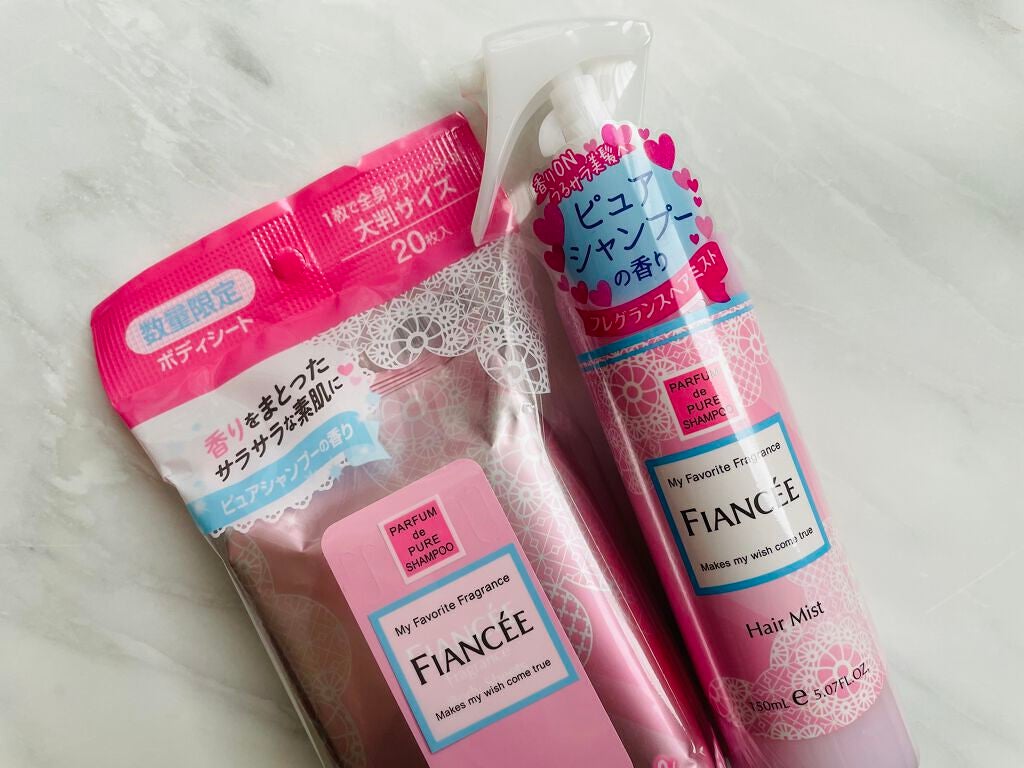 1枚で全身リフレッシュ!
大判サイズ
20枚入
数量限定
ボディシート
香りをまとった
サラサラな素肌に
ピュアシャンプーの香り
PARFUM
de
PURE
SHAMPOO
My Favorite Fragrance
FIANCÉE
Makes my wish come true
香りON
つるサラ美髪へ
ピュア
シャンプー
の香り
フレグランスヘアミスト
PARFUM
de
PURE
SHAMPOO
My Favorite Fragrance
FIANCÉE
Makes my wish come true
Hair Mist
150mL e 5.07FL.OZ.